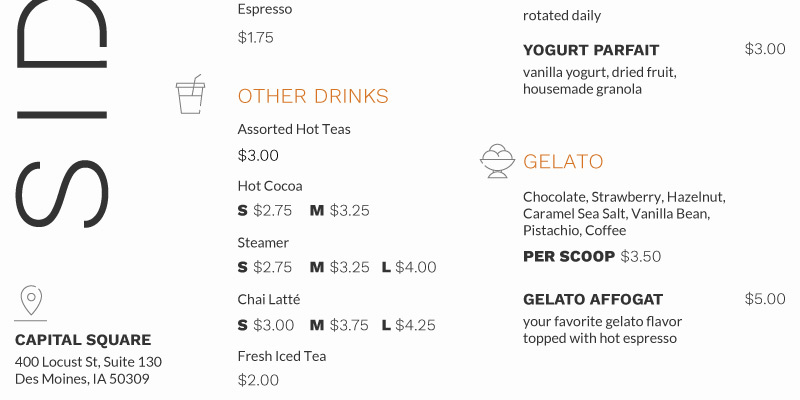 SID
CAPITAL SQUARE
400 Locust St, Suite 130
Des Moines, IA 50309
Espresso
$1.75
OTHER DRINKS
Assorted Hot Teas
$3.00
Hot Cocoa
S $2.75 M $3.25
Steamer
S $2.75 M $3.25 L $4.00
Chai Latté
S $3.00 M $3.75 L $4.25
Fresh Iced Tea
$2.00
rotated daily
YOGURT PARFAIT $3.00
vanilla yogurt, dried fruit,
housemade granola
GELATO
Chocolate, Strawberry, Hazelnut,
Caramel Sea Salt, Vanilla Bean,
Pistachio, Coffee
PER SCOOP $3.50
GELATO AFFOGAT $5.00
your favorite gelato flavor
topped with hot espresso